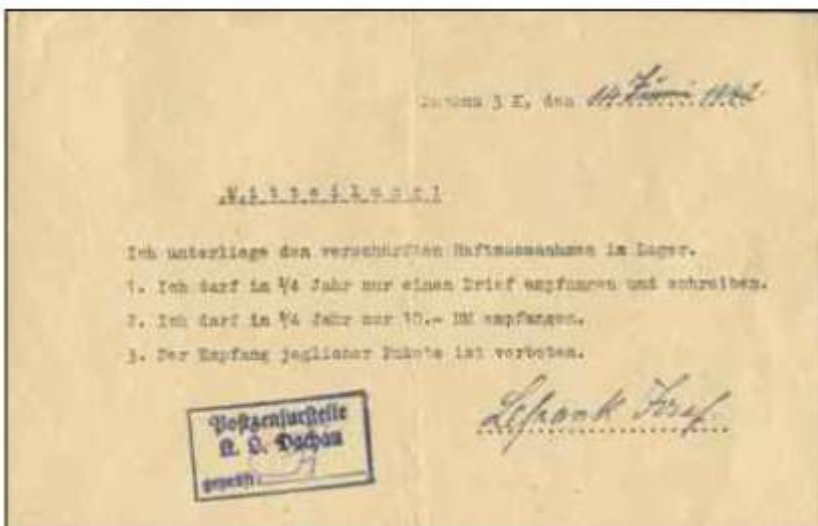 Dachau 3 K, den 14 Juni 1942
Mitteilung!
Ich unterliege den verschärften Haftmasnahmen im Lager.
1. Ich darf im ¼ Jahr nur einen Brief empfangen und schreiben.
2. Ich darf im ¼ Jahr nur 10.- RM empfangen.
3. Der Empfang jeglicher Pakete ist verboten.
Postzensurstelle
K. L. Dachau
geprüft:
Josef